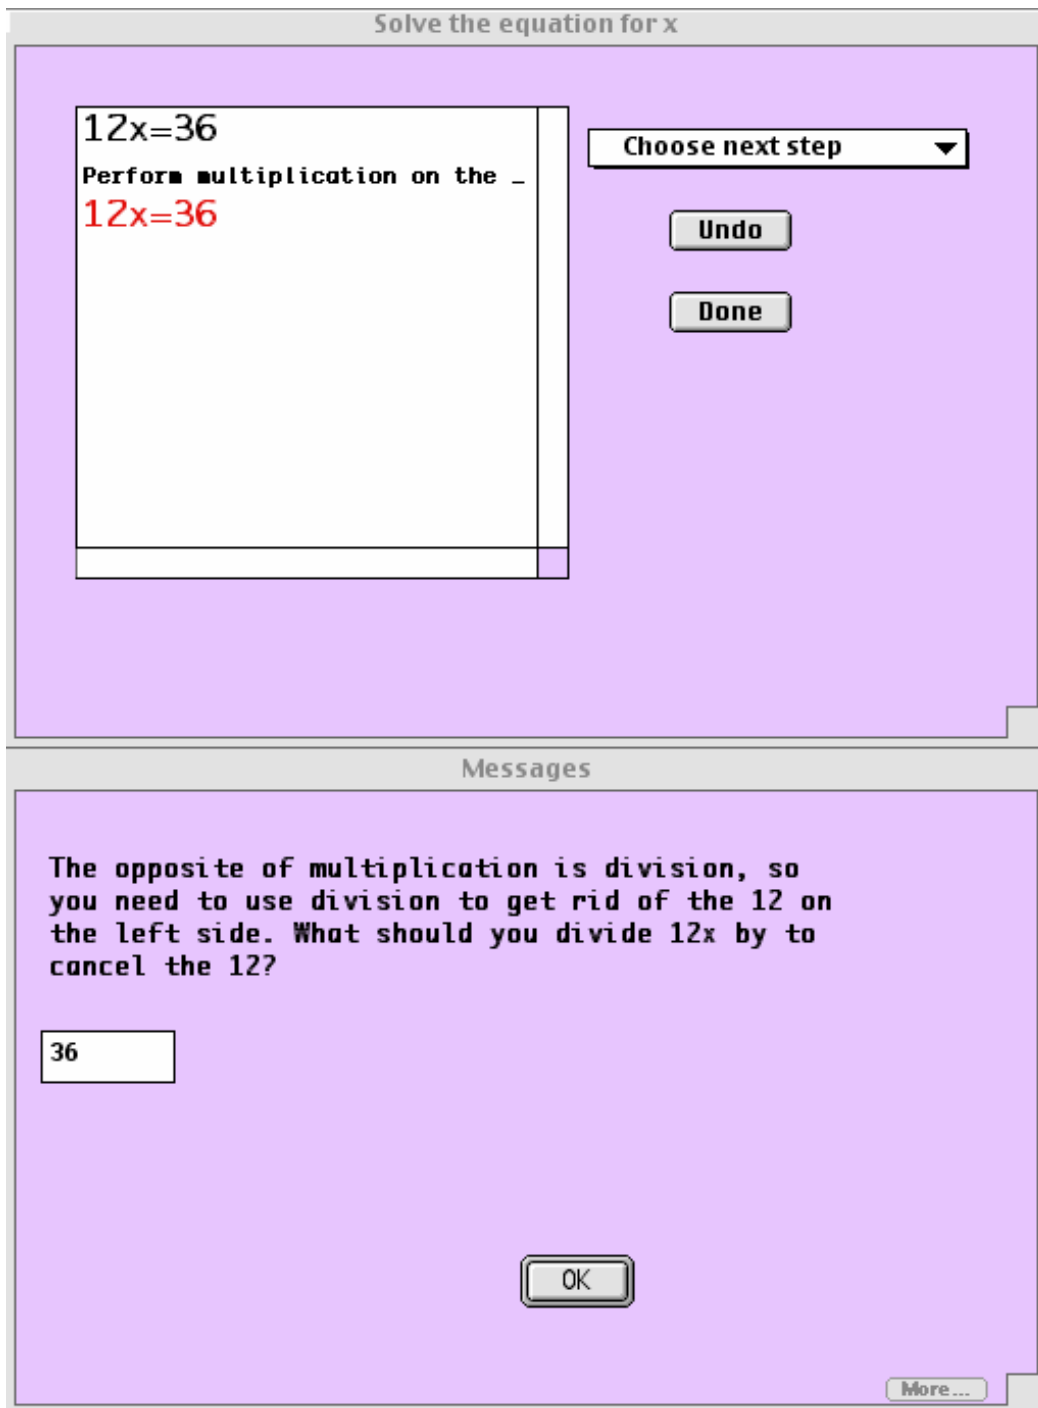 Solve the equation for x
12x=36
Choose next step
Perform multiplication on the _
12x=36
Undo
Done
Messages
The opposite of multiplication is division, so
you need to use division to get rid of the 12 on
the left side. What should you divide 12x by to
cancel the 12?
36
OK
More...